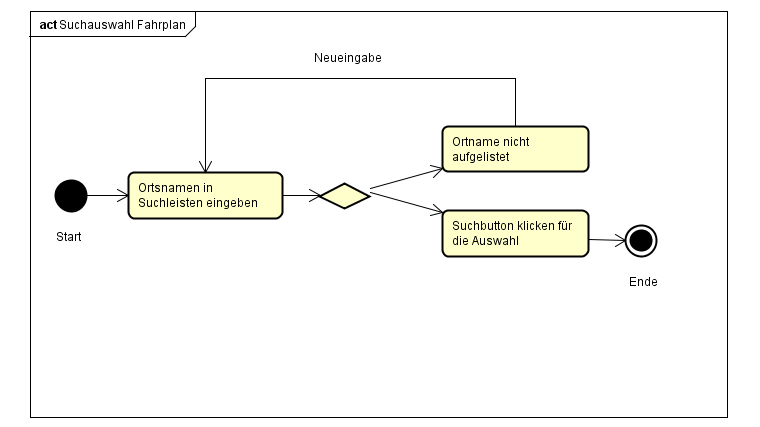 act Suchauswahl Fahrplan
Neueingabe
Ortname nicht
aufgelistet
Ortsnamen in
Suchleisten eingeben
Start
Suchbutton klicken für
die Auswahl
Ende